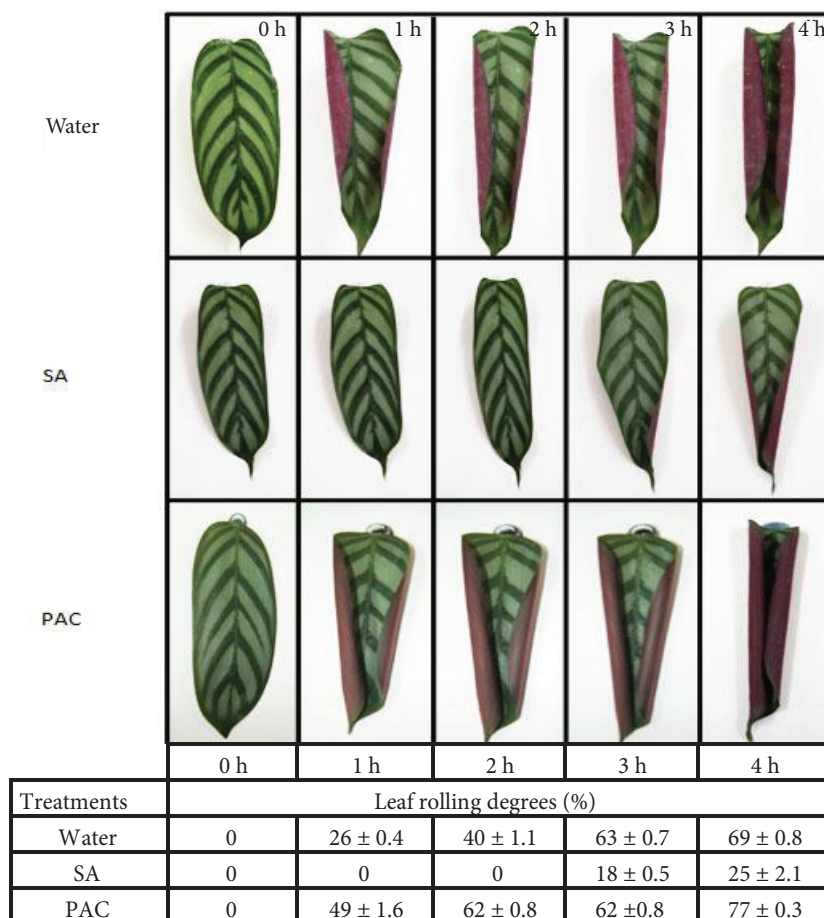 0 h 1 h 2 h 3 h 4 h
Water
SA
PAC
0 h 1 h 2 h 3 h 4 h
Treatments Leaf rolling degrees (%)
Water 0 26 ± 0.4 40 ± 1.1 63 ± 0.7 69 ± 0.8
SA 0 0 0 18 ± 0.5 25 ± 2.1
PAC 0 49 ± 1.6 62 ± 0.8 62 ±0.8 77 ± 0.3